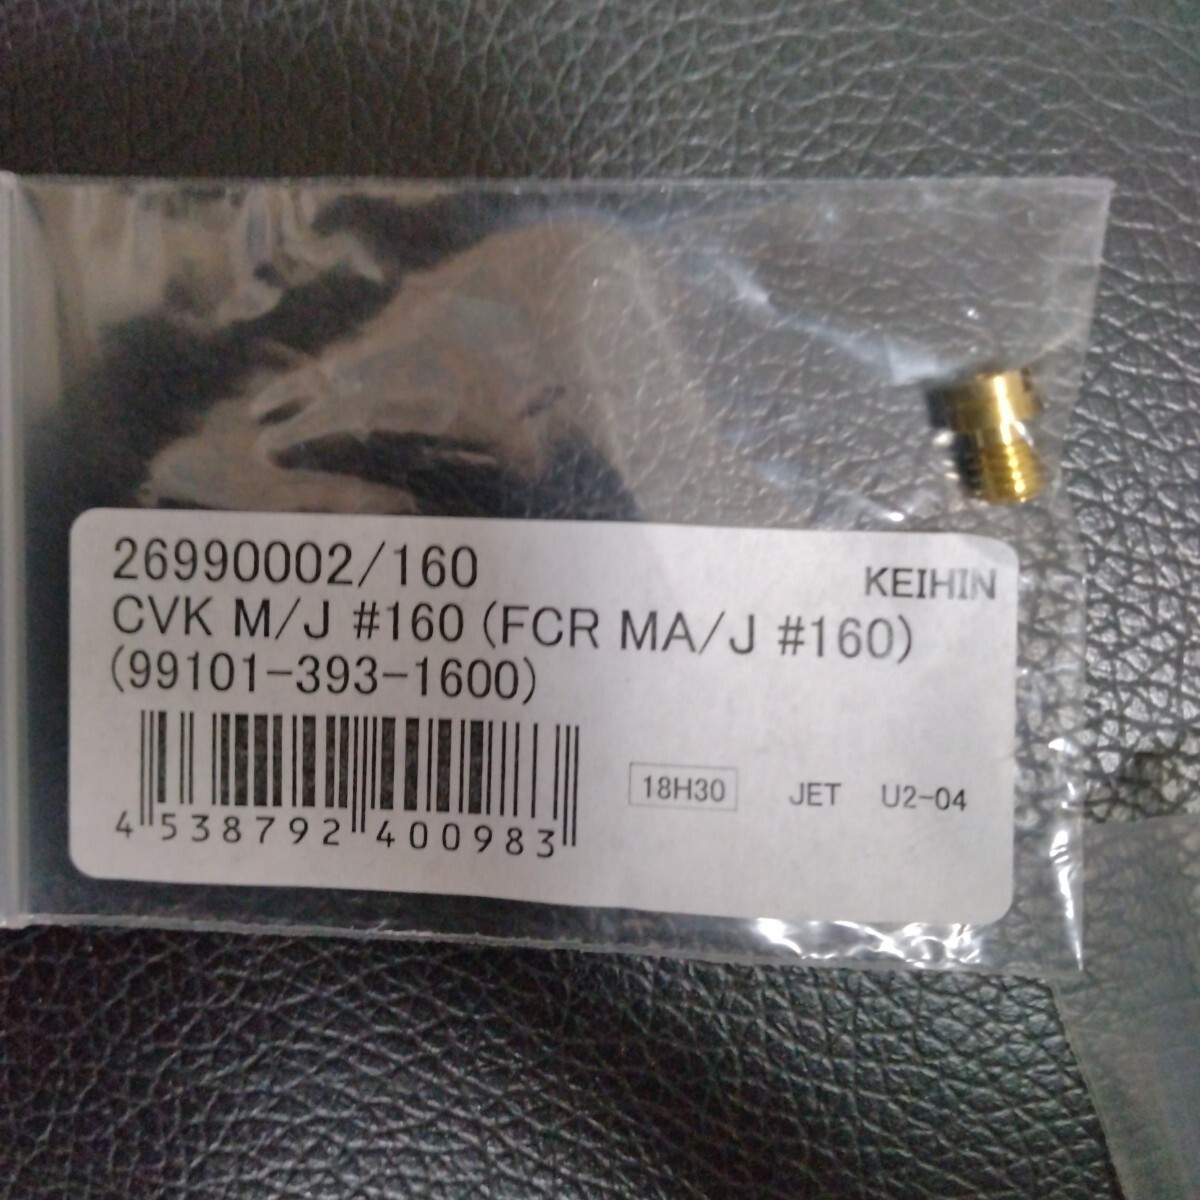 26990002/160
KEIHIN
CVK M/J #160 (FCR MA/J #160)
(99101-393-1600)
18H30 JET U2-04
4 538792 400983